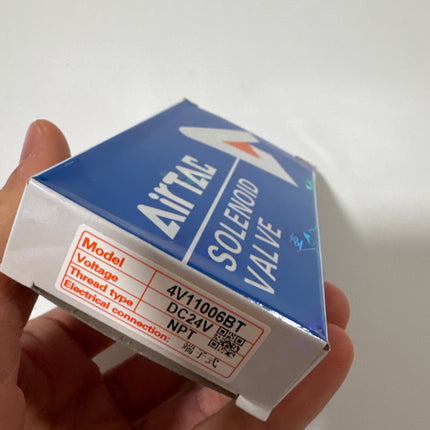 AirTAC
SOLENOID
VALVE
Model 4V11006BT
Voltage DC24V
Thread type NPT
Electrical connection: 端子式